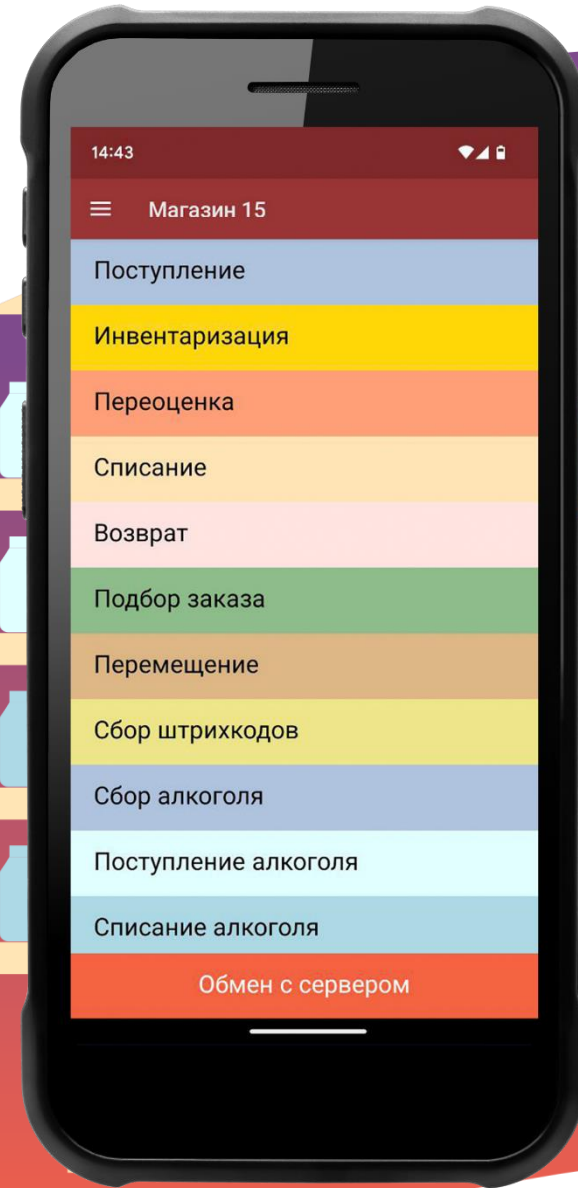 14:43
Магазин 15
Поступление
Инвентаризация
Переоценка
Списание
Возврат
Подбор заказа
Перемещение
Сбор штрихкодов
Сбор алкоголя
Поступление алкоголя
Списание алкоголя
Обмен с сервером